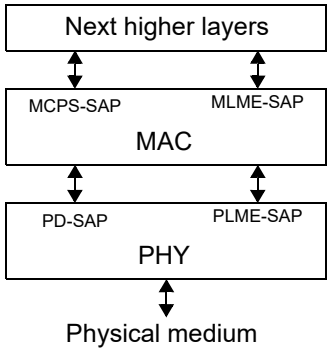 Next higher layers
MCPS-SAP MLME-SAP
MAC
PD-SAP PLME-SAP
PHY
Physical medium